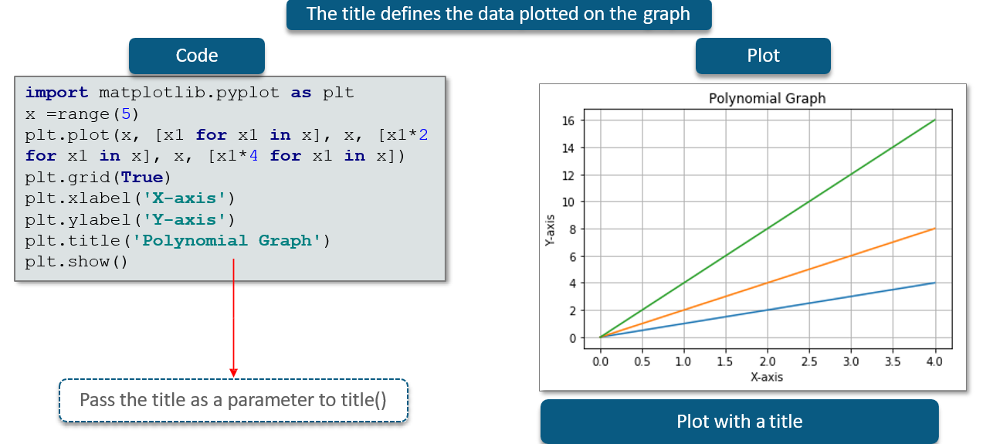 The title defines the data plotted on the graph
Code
import matplotlib.pyplot as plt
x =range(5)
plt.plot(x, [x1 for x1 in x], x, [x1*2
for x1 in x], x, [x1*4 for x1 in x])
plt.grid(True)
plt.xlabel('X-axis')
plt.ylabel('Y-axis')
plt.title('Polynomial Graph')
plt.show()
Pass the title as a parameter to title()
Plot
Polynomial Graph
Y-axis
16
14
12
10
8
6
4
2
0
0.0 0.5 1.0 1.5 2.0 2.5 3.0 3.5 4.0
X-axis
Plot with a title